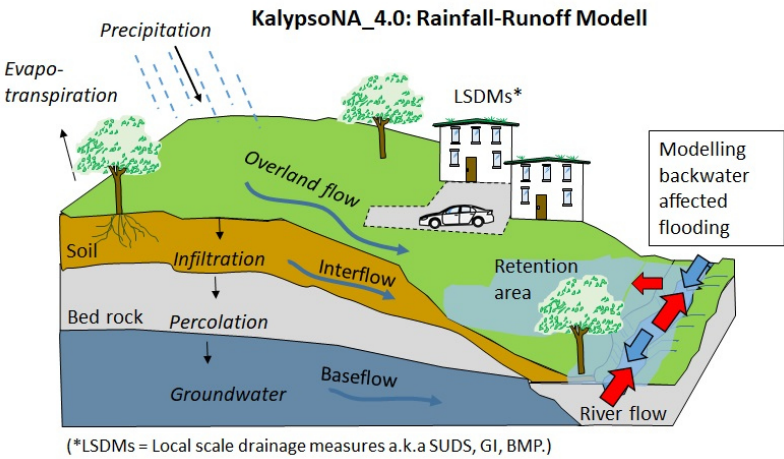 KalypsoNA_4.0: Rainfall-Runoff Modell
Precipitation
Evapo-
transpiration
LSDMs*
Modelling
backwater
affected
flooding
Overland flow
Soil
Infiltration
Interflow
Retention
area
Bed rock
Percolation
Groundwater
Baseflow
River flow
(*LSDMs = Local scale drainage measures a.k.a SUDS, GI, BMP.)